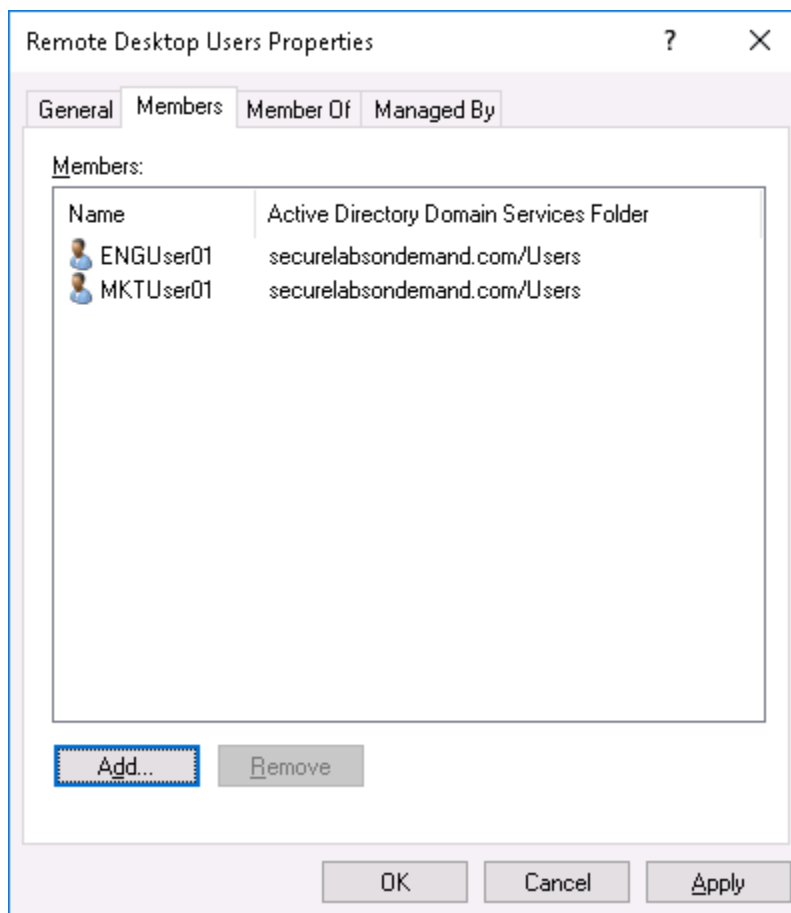 Remote Desktop Users Properties ? ×
General Members Member Of Managed By
Members:
Name Active Directory Domain Services Folder
ENGUser01 securelabsondemand.com/Users
MKTUser01 securelabsondemand.com/Users
Add... Remove
OK Cancel Apply